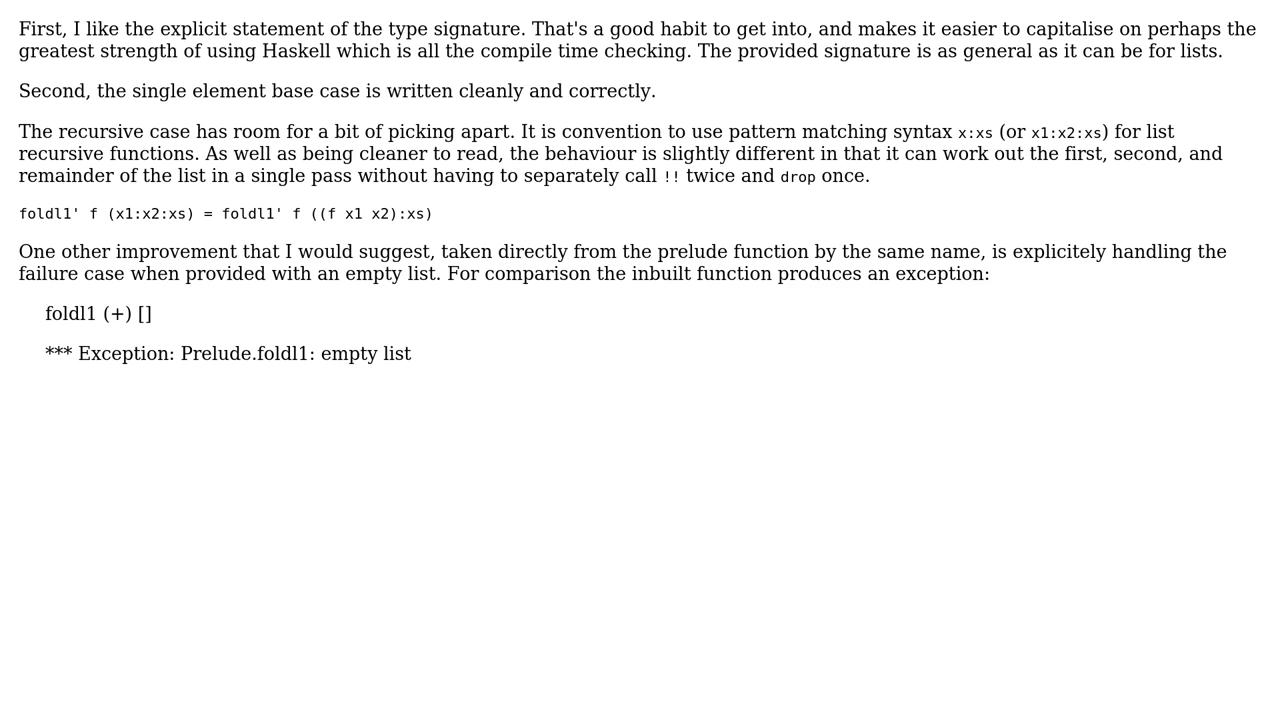 First, I like the explicit statement of the type signature. That's a good habit to get into, and makes it easier to capitalise on perhaps the
greatest strength of using Haskell which is all the compile time checking. The provided signature is as general as it can be for lists.
Second, the single element base case is written cleanly and correctly.
The recursive case has room for a bit of picking apart. It is convention to use pattern matching syntax x:xs (or x1:x2:xs) for list
recursive functions. As well as being cleaner to read, the behaviour is slightly different in that it can work out the first, second, and
remainder of the list in a single pass without having to separately call !! twice and drop once.
foldl1' f (x1:x2:xs) = foldl1' f ((f x1 x2):xs)
One other improvement that I would suggest, taken directly from the prelude function by the same name, is explicitely handling the
failure case when provided with an empty list. For comparison the inbuilt function produces an exception:
foldl1 (+) []
*** Exception: Prelude.foldl1: empty list